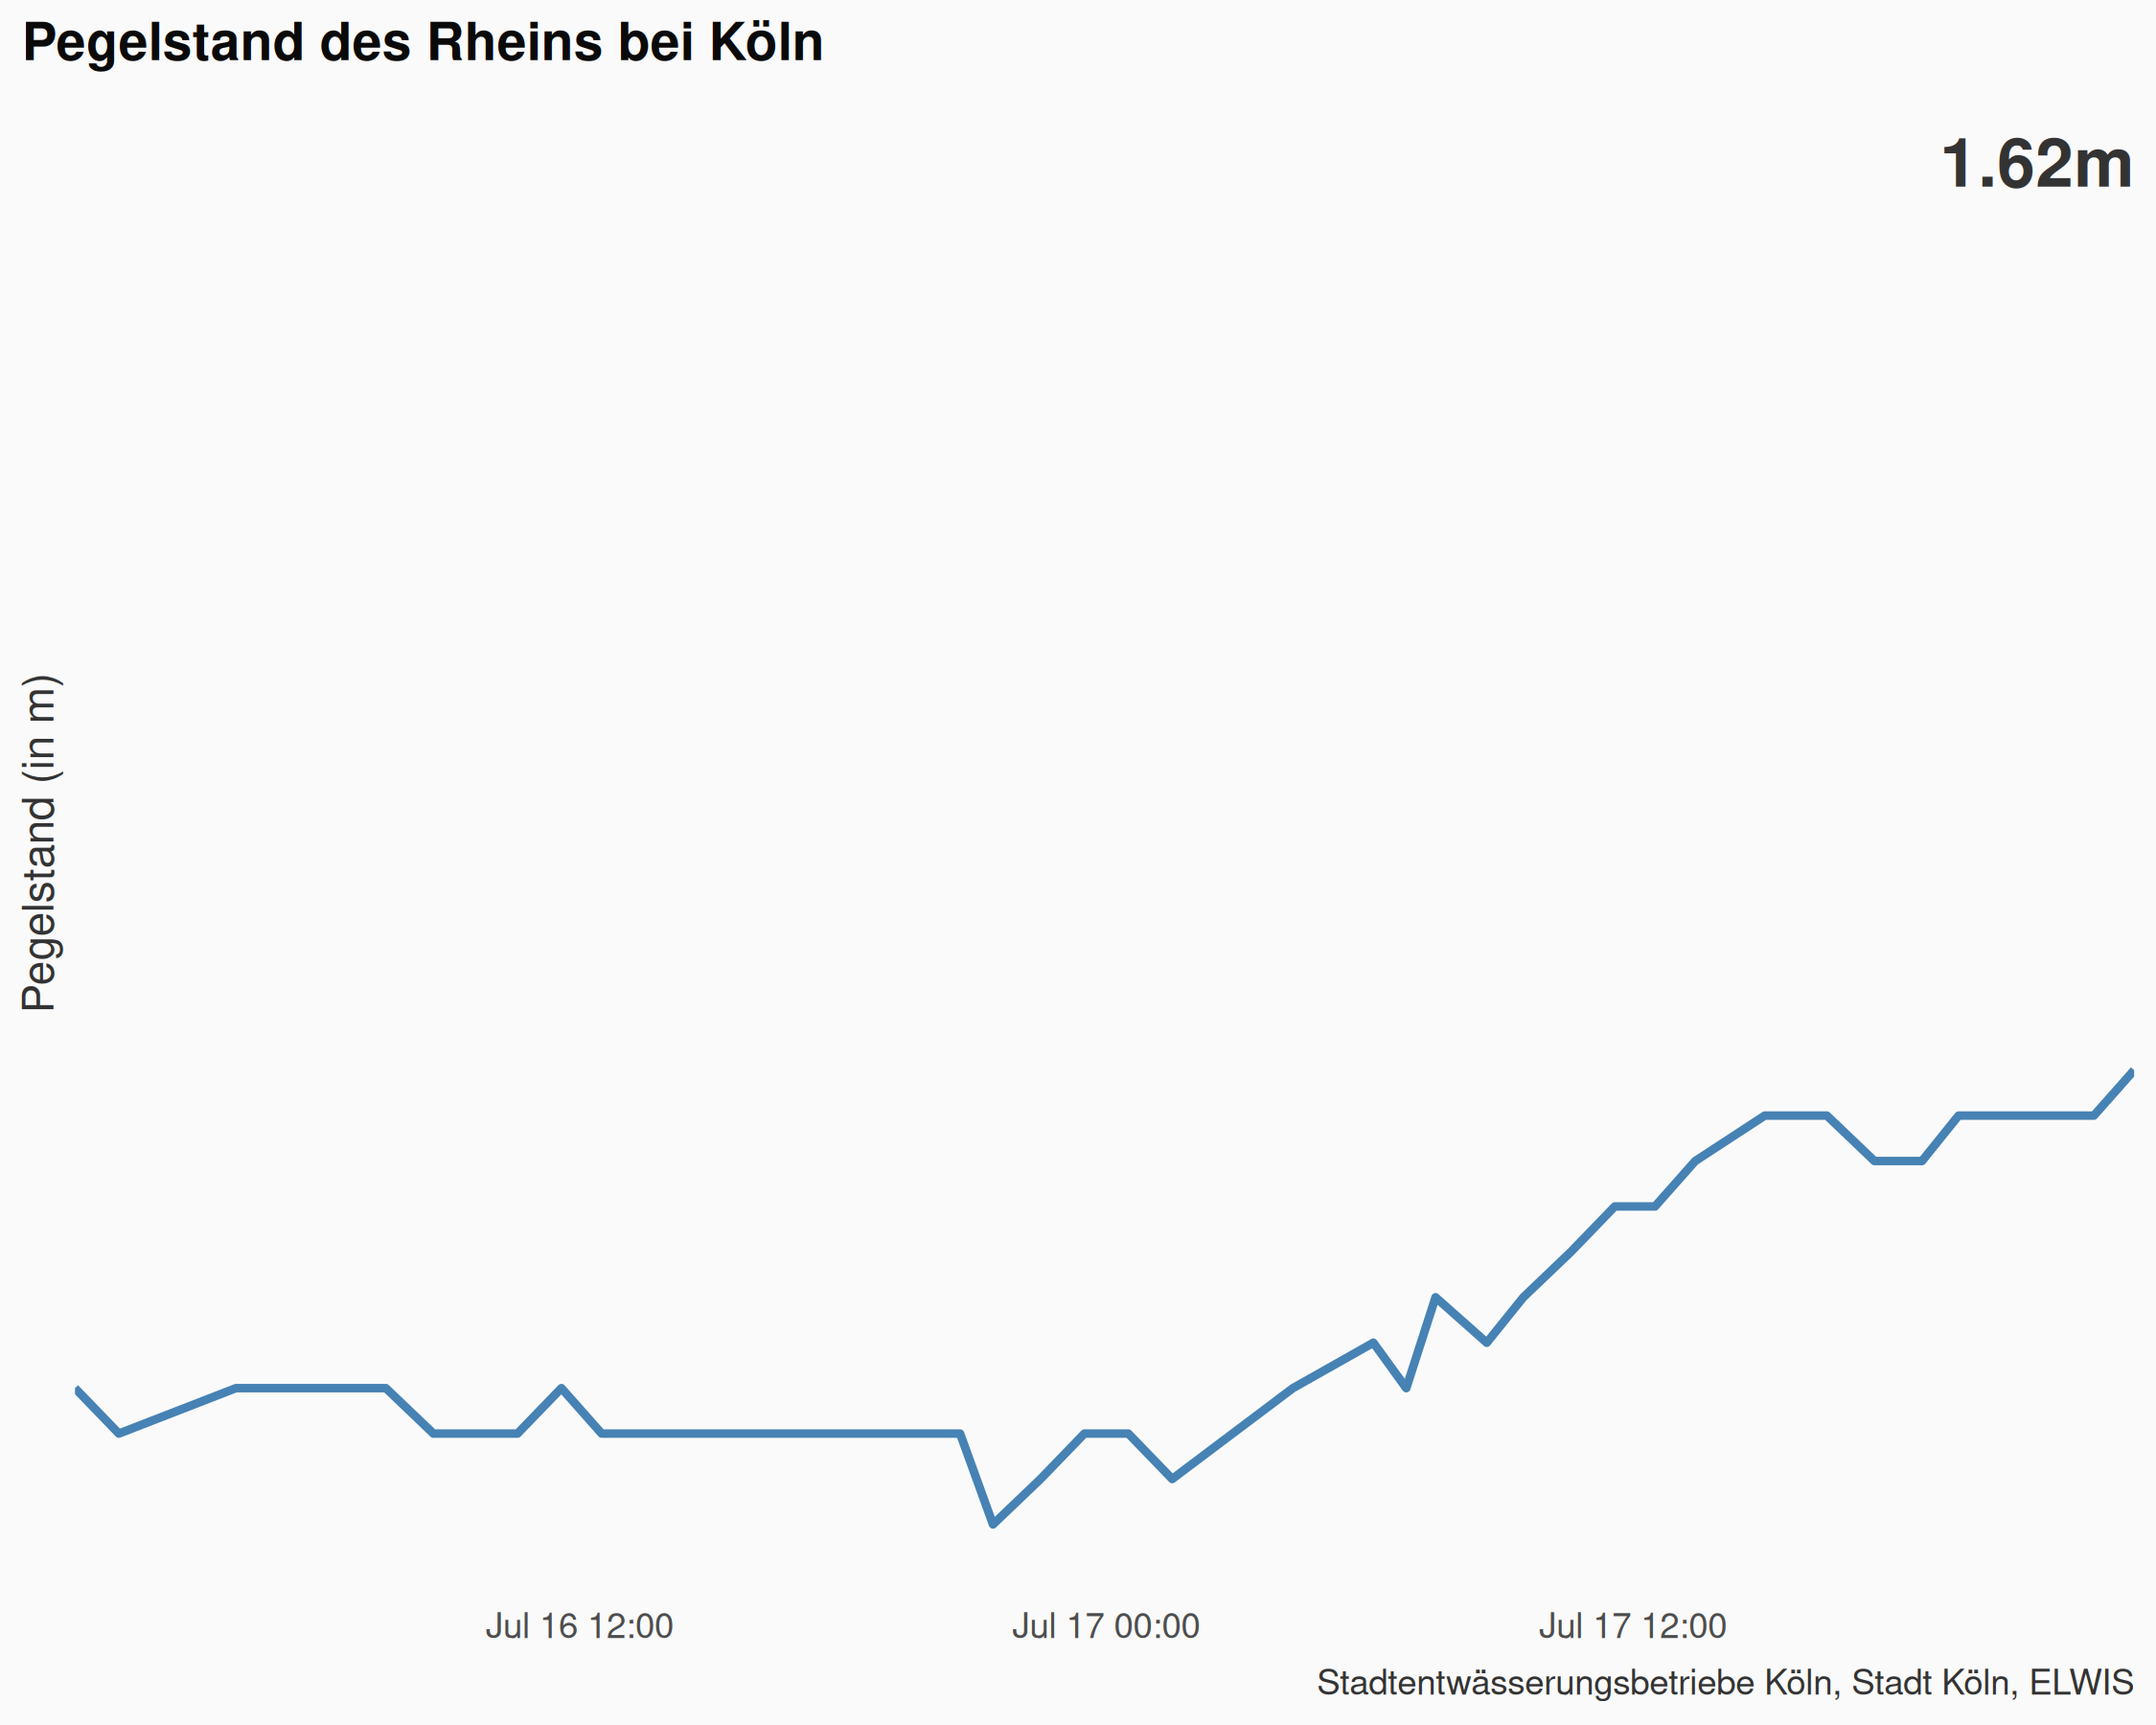 Pegelstand des Rheins bei Köln
1.62m
Pegelstand (in m)
Jul 16 12:00
Jul 17 00:00
Jul 17 12:00
Stadtentwässerungsbetriebe Köln, Stadt Köln, ELWIS